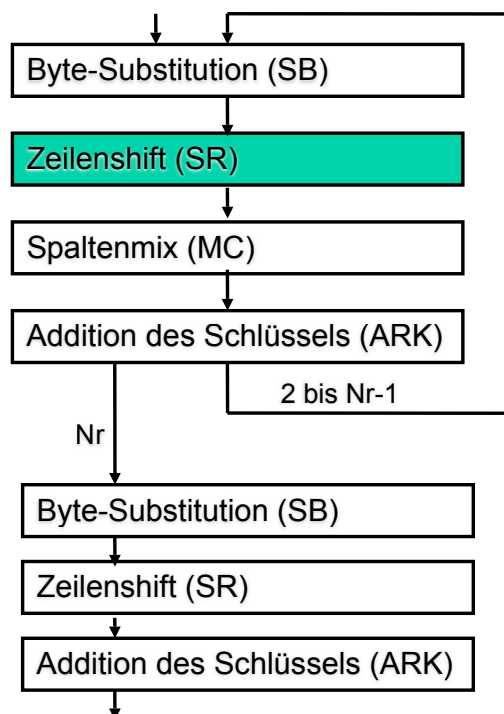 Byte-Substitution (SB)
Zeilenshift (SR)
Spaltenmix (MC)
Addition des Schlüssels (ARK)
2 bis Nr-1
Nr
Byte-Substitution (SB)
Zeilenshift (SR)
Addition des Schlüssels (ARK)